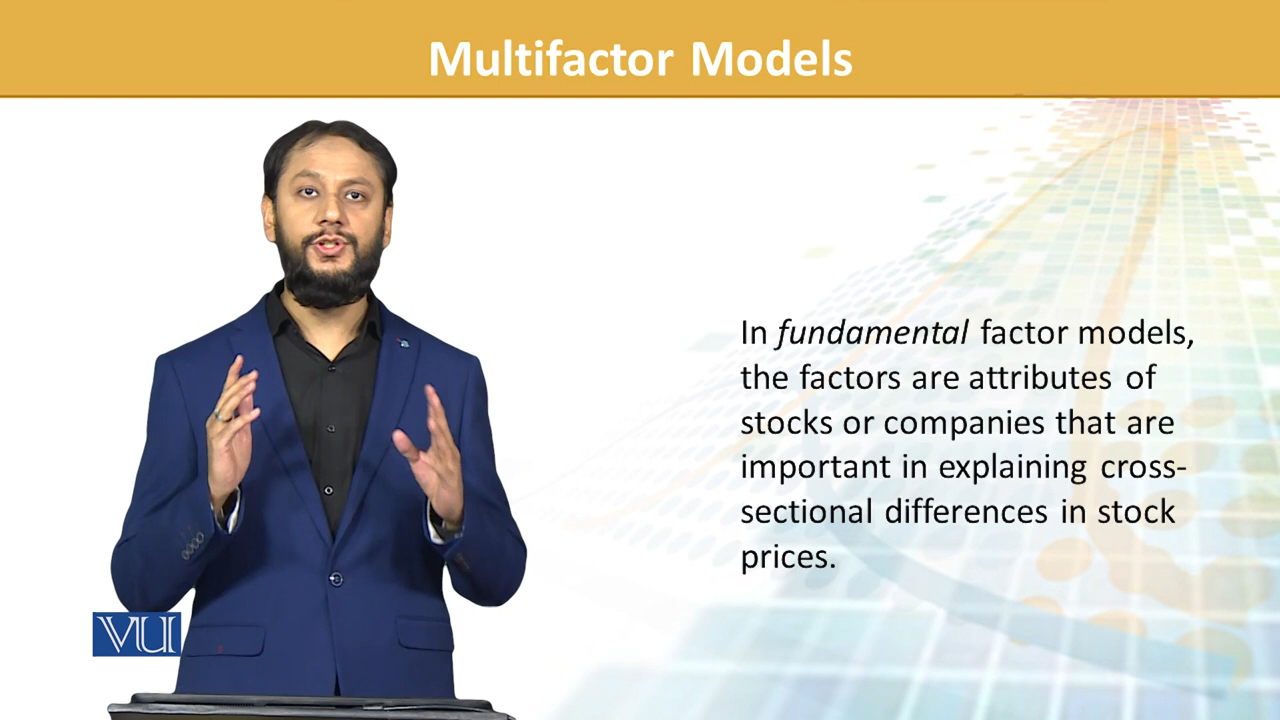 Multifactor Models
In fundamental factor models,
the factors are attributes of
stocks or companies that are
important in explaining cross-
sectional differences in stock
prices.
VU